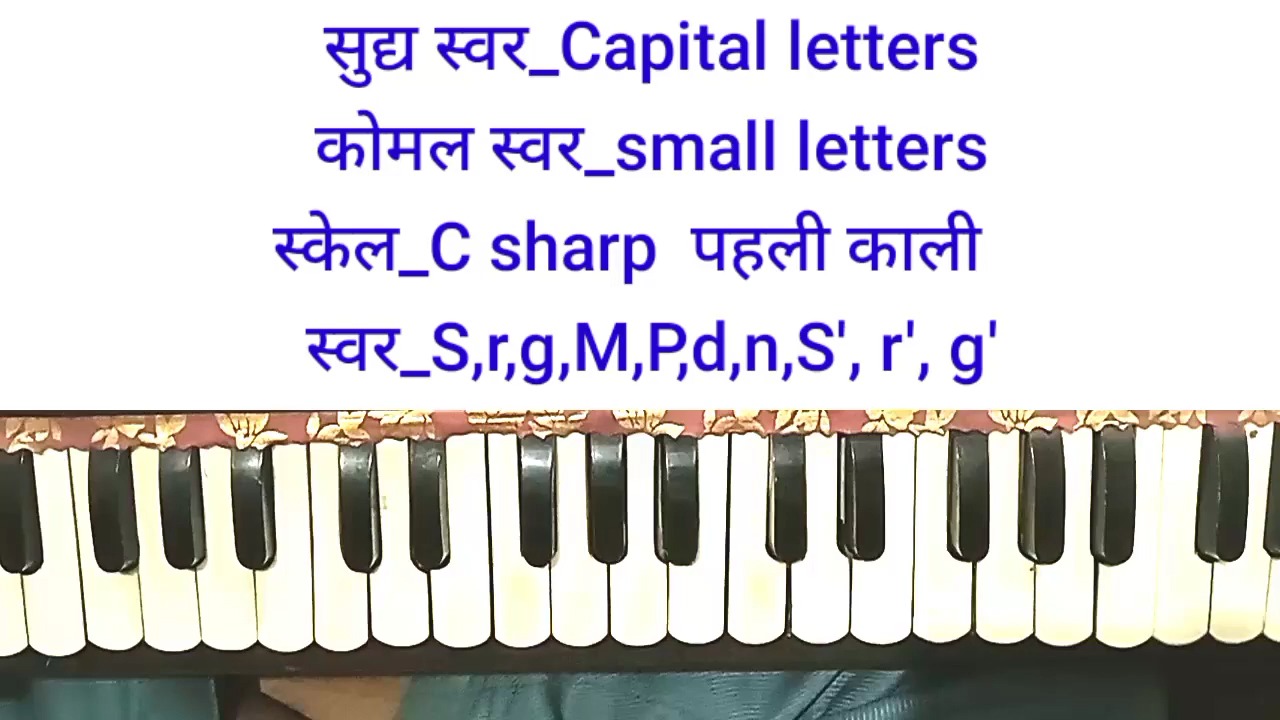 सुद्य स्वर_Capital letters
कोमल स्वर_small letters
स्केल_C sharp पहली काली
स्वर_S,r,g,M,P,d,n,S', r', g'